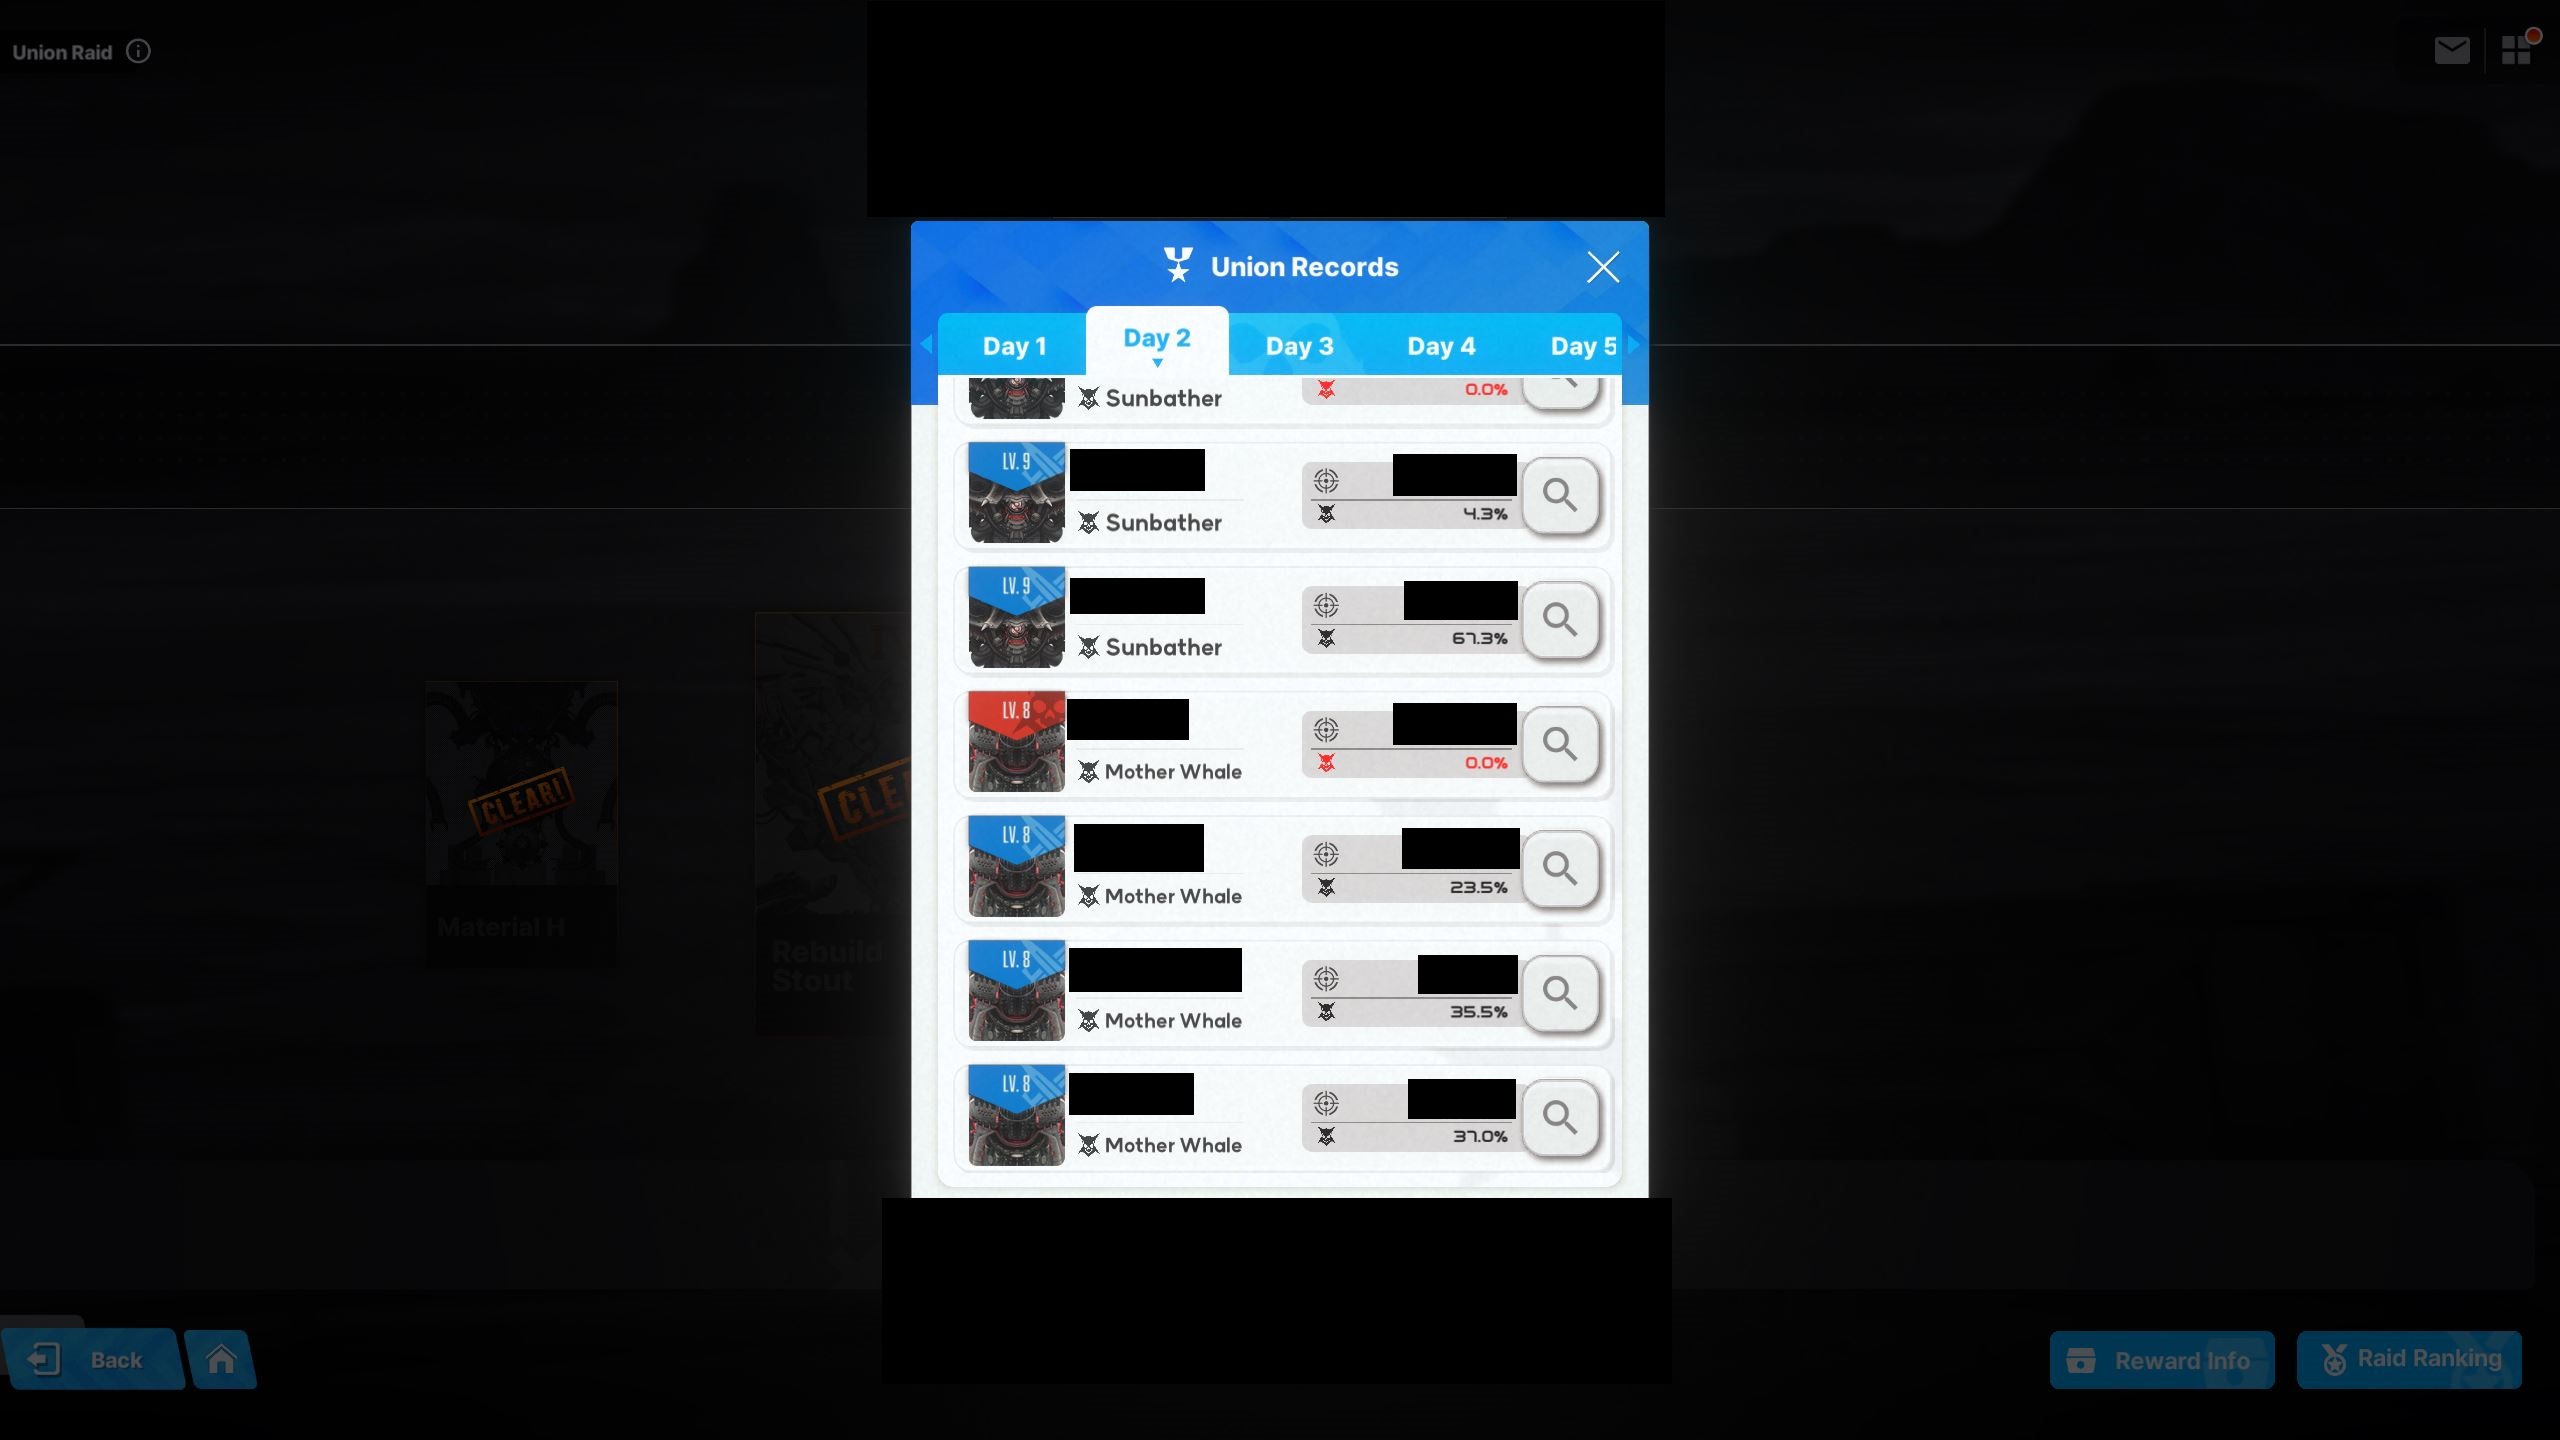 Union Raid
Union Records
Day 1
Day 2
Day 3
Day 4
Day 5
Sunbather
0.0%
LV. 9
Sunbather
4.3%
LV. 9
Sunbather
67.3%
LV. 8
Mother Whale
0.0%
LV. 8
Mother Whale
23.5%
LV. 8
Mother Whale
35.5%
LV. 8
Mother Whale
37.0%
CLEAR!
Material H
Rebuild
Stout
Back
Reward Info
Raid Ranking